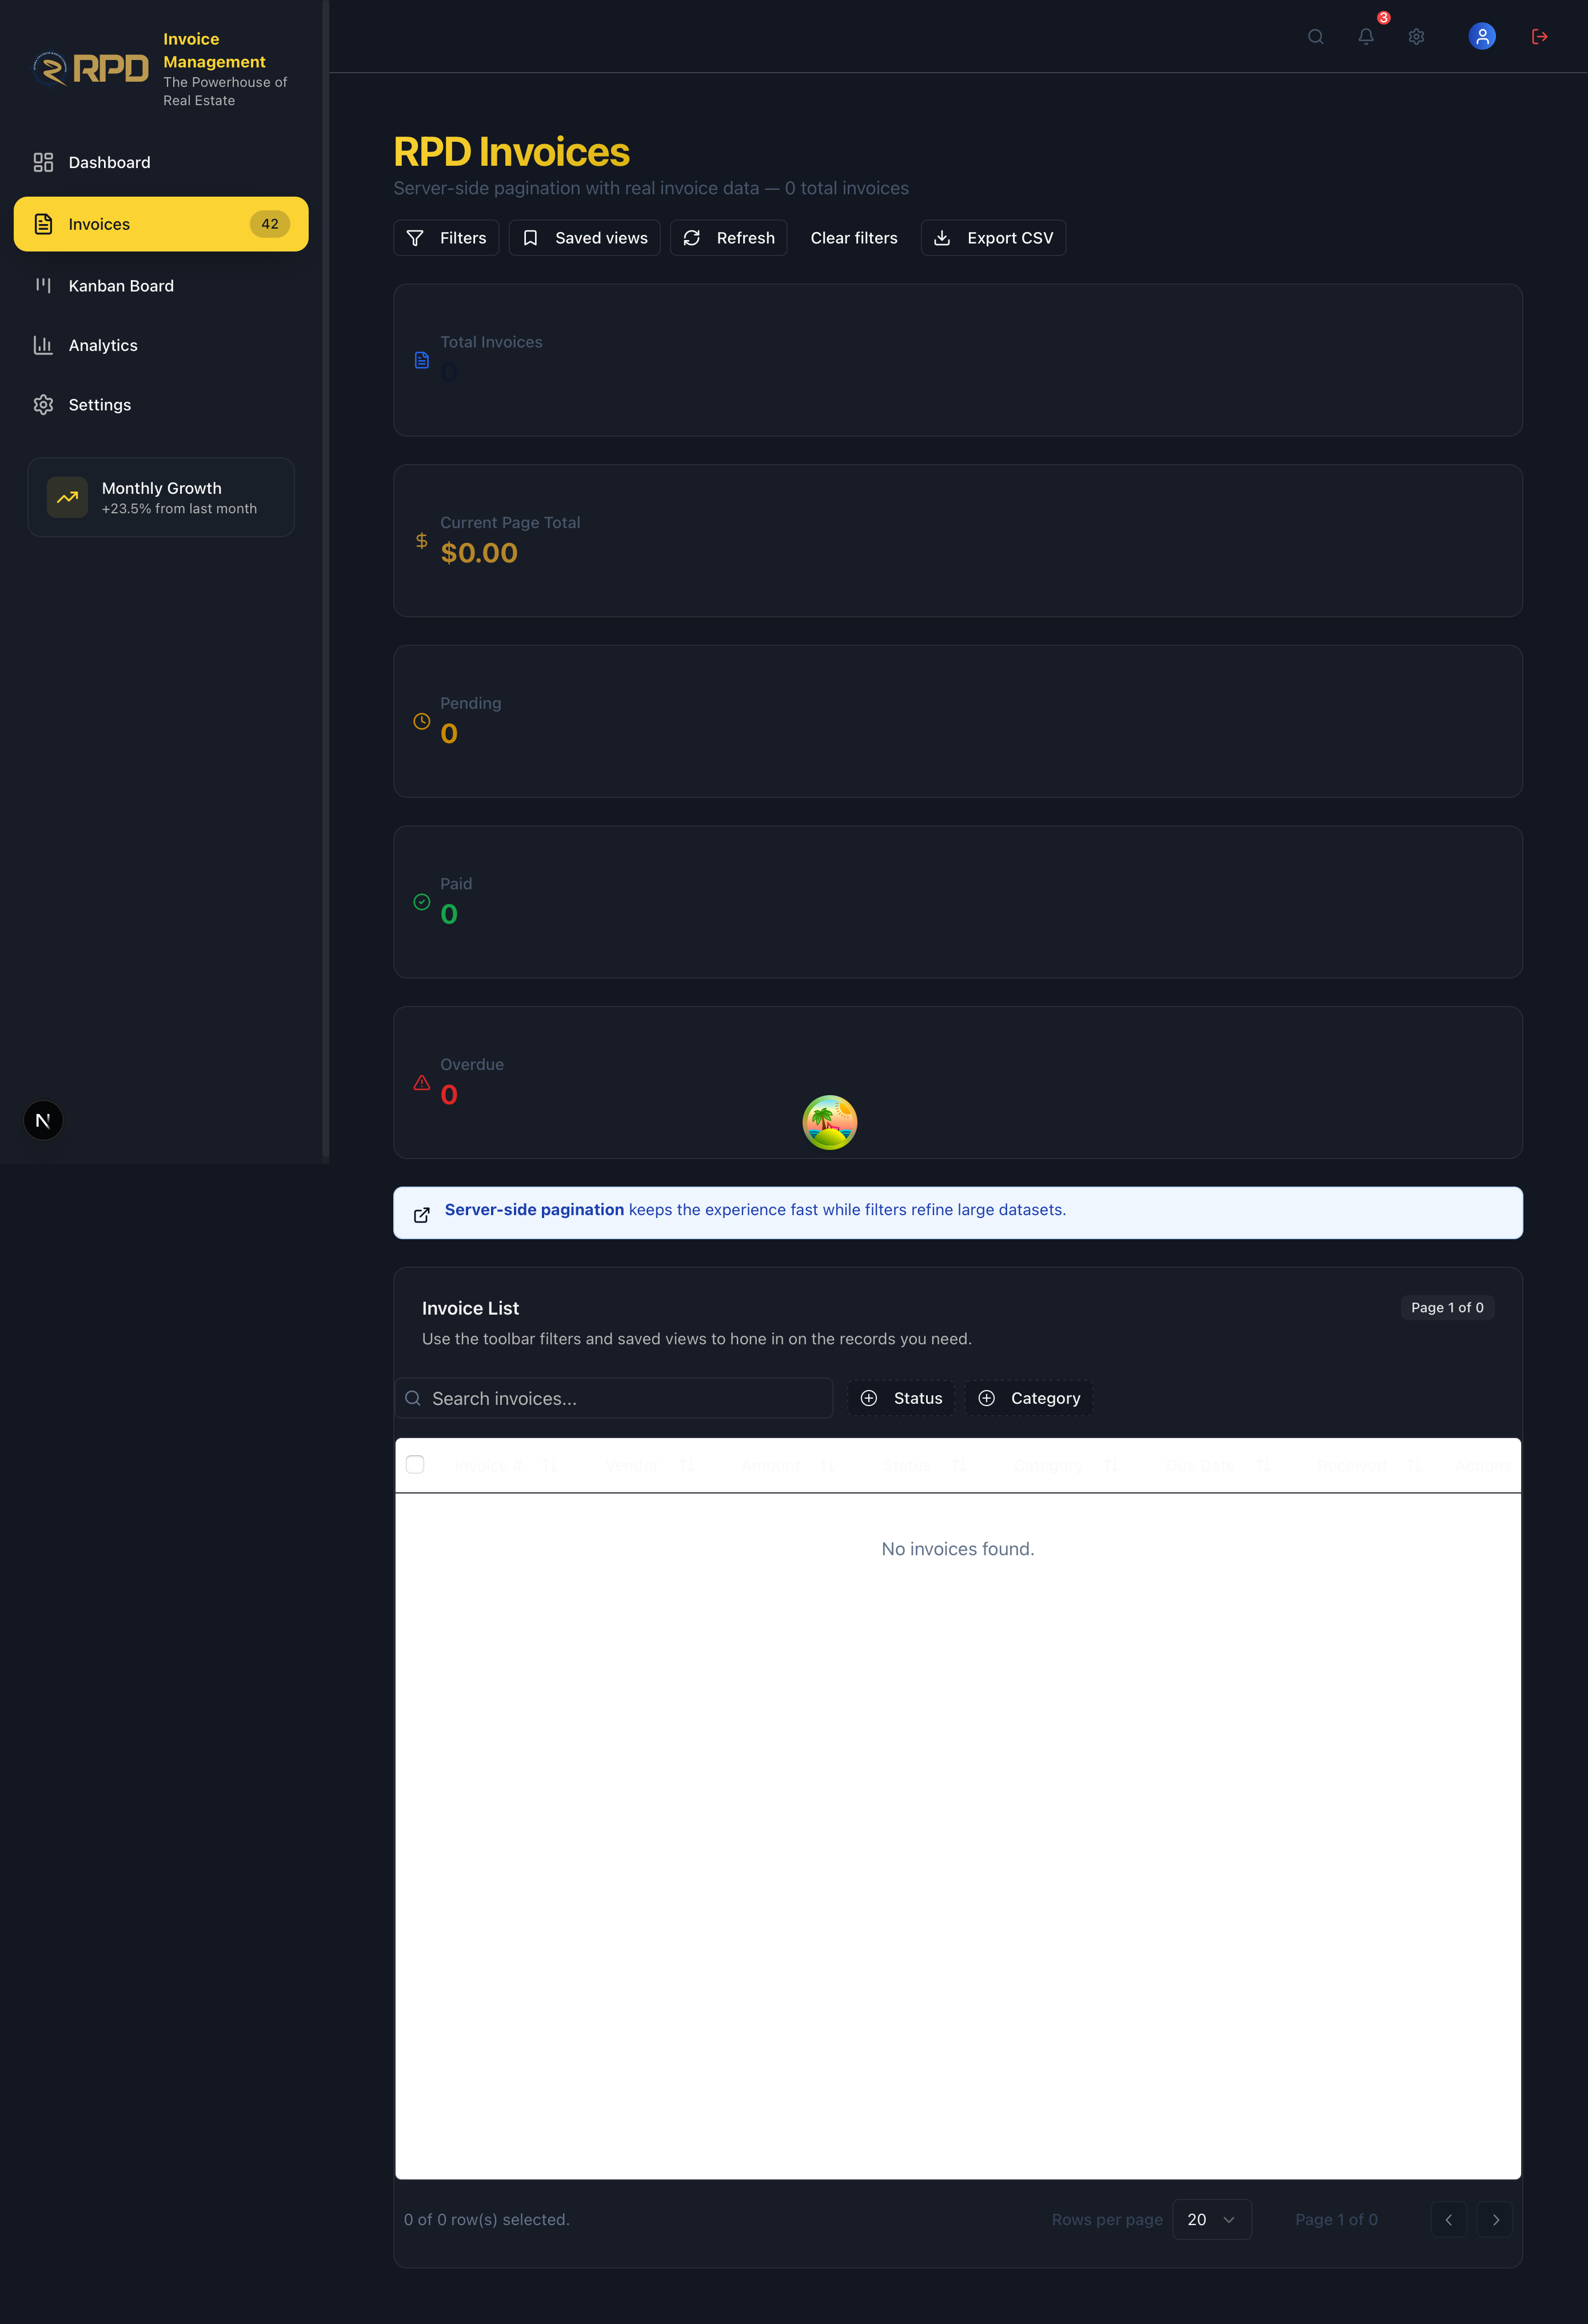 RPD
Invoice
Management
The Powerhouse of
Real Estate
Dashboard
Invoices 42
Kanban Board
Analytics
Settings
Monthly Growth
+23.5% from last month
N
3
RPD Invoices
Server-side pagination with real invoice data — 0 total invoices
Filters Saved views Refresh Clear filters Export CSV
Total Invoices
0
Current Page Total
$0.00
Pending
0
Paid
0
Overdue
0
Server-side pagination keeps the experience fast while filters refine large datasets.
Invoice List Page 1 of 0
Use the toolbar filters and saved views to hone in on the records you need.
Search invoices... Status Category
Invoice # Vendor Amount Status Category Due Date Received Actions
No invoices found.
0 of 0 row(s) selected. Rows per page 20 Page 1 of 0